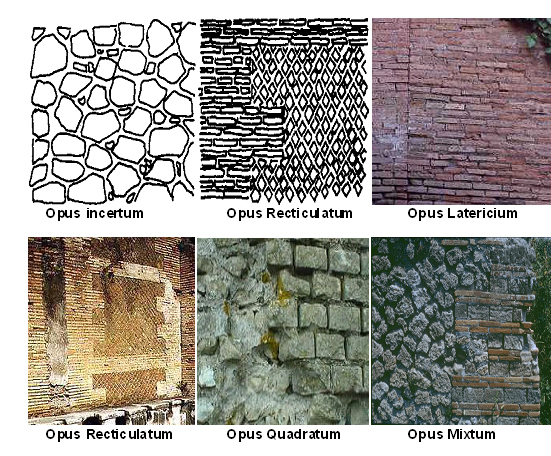 Opus incertum
Opus Recticulatum
Opus Latericium
Opus Recticulatum
Opus Quadratum
Opus Mixtum